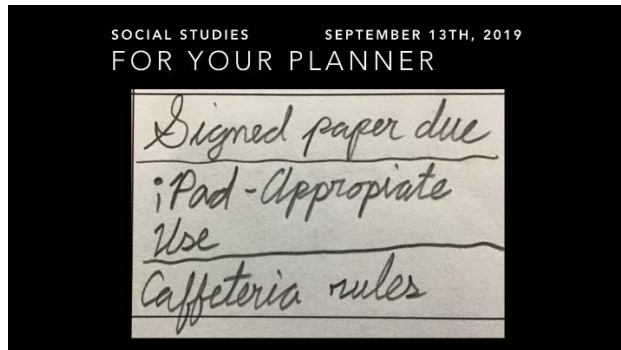 SOCIAL STUDIES SEPTEMBER 13TH, 2019
FOR YOUR PLANNER
Signed paper due
iPad-Appropiate
Use
Caffeteria rules